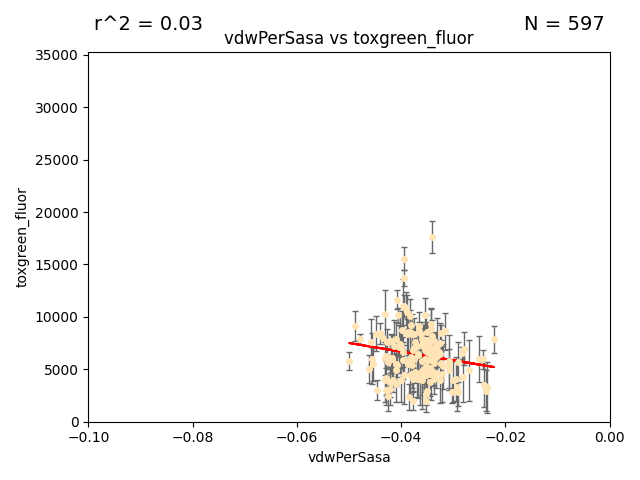 r^2 = 0.03
N = 597
vdwPerSasa vs toxgreen_fluor
toxgreen_fluor
35000
30000
25000
20000
15000
10000
5000
0
−0.10
−0.08
−0.06
−0.04
−0.02
0.00
vdwPerSasa